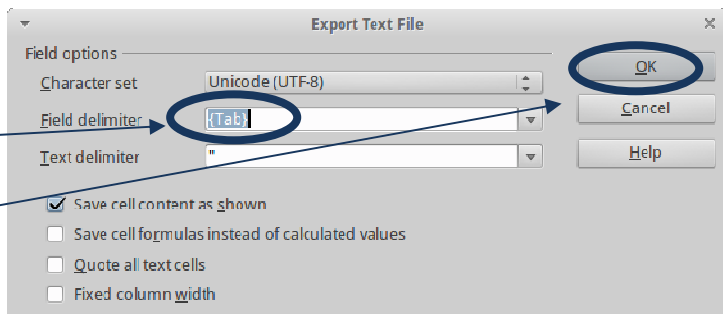 Export Text File
Field options
Character set Unicode (UTF-8)
Field delimiter {Tab}
Text delimiter "
OK
Cancel
Help
Save cell content as shown
Save cell formulas instead of calculated values
Quote all text cells
Fixed column width